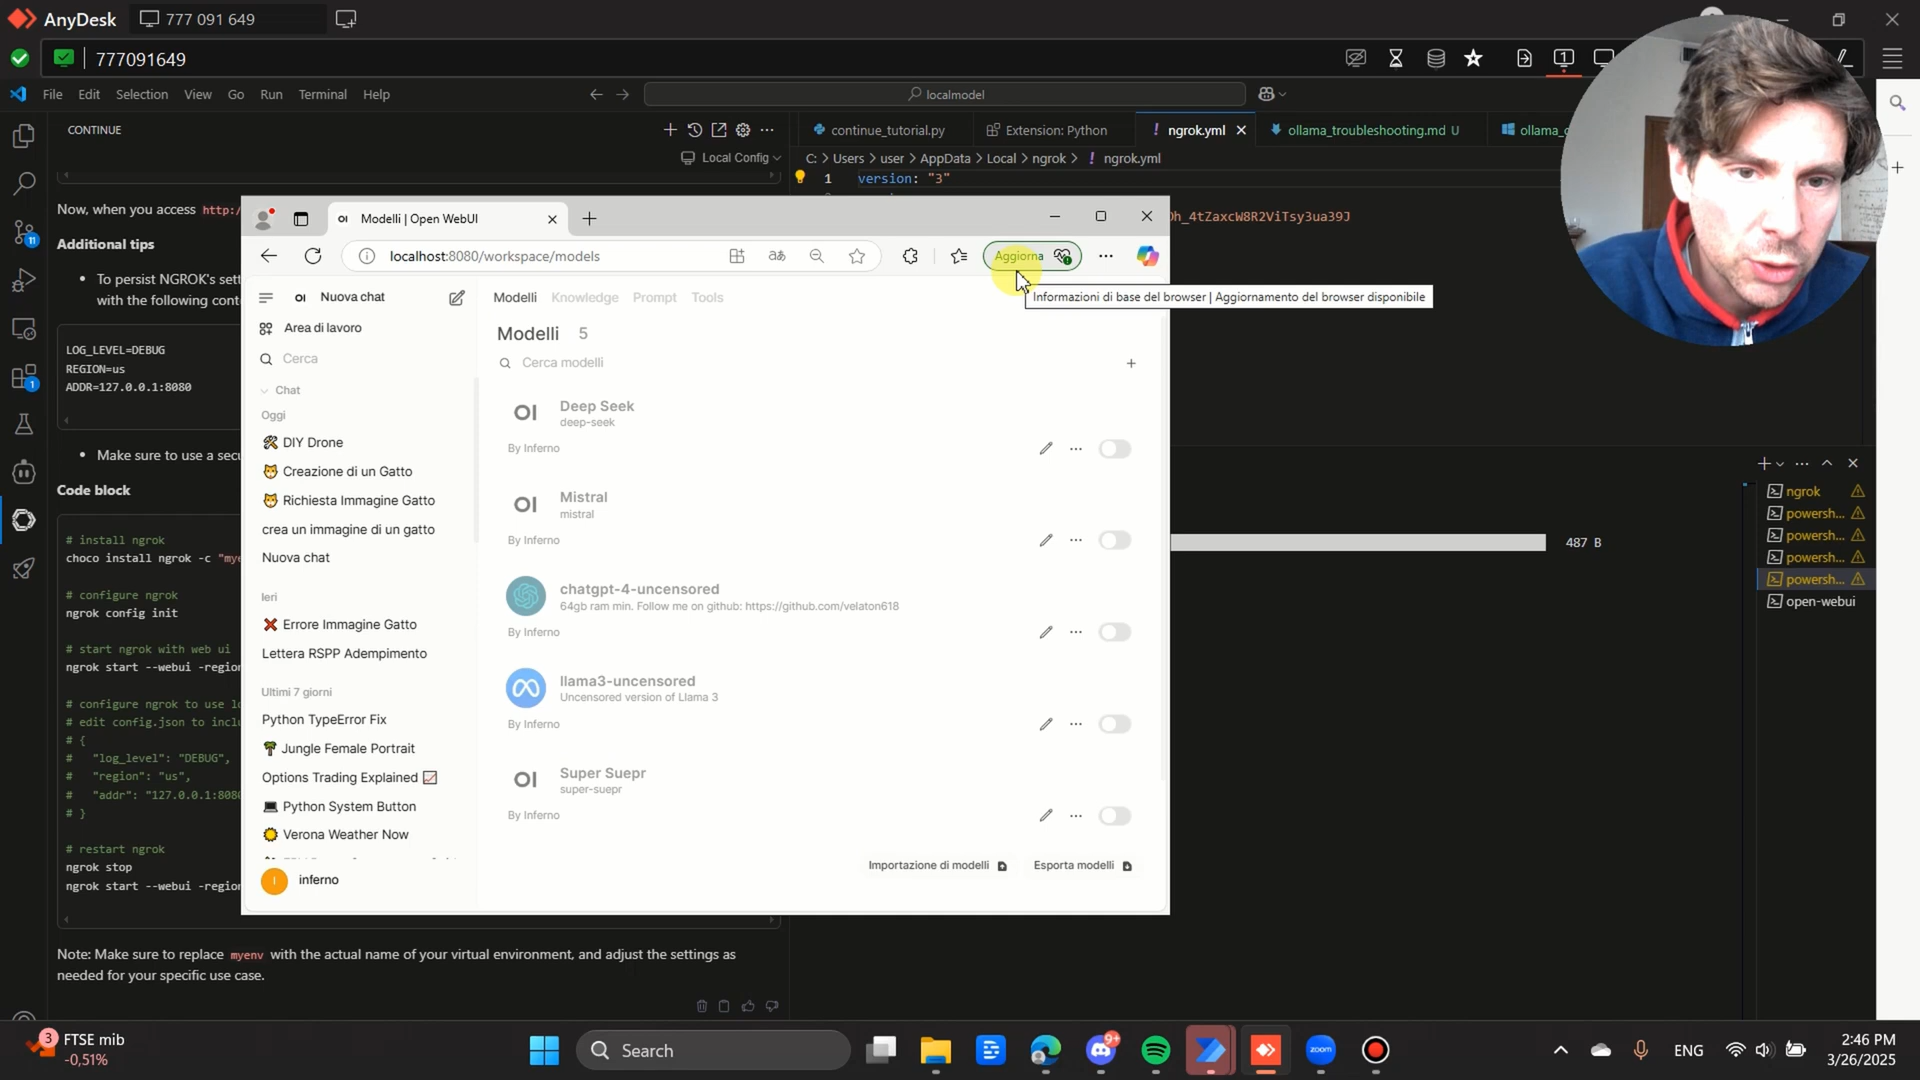 AnyDesk
777 091 649
777091649
File Edit Selection View Go Run Terminal Help
localmodel
CONTINUE
Local Config
continue_tutorial.py
Extension: Python
! ngrok.yml
ollama_troubleshooting.md U
C: > Users > user > AppData > Local > ngrok > ! ngrok.yml
1 version: "3"
h_4tZaxcW8R2ViTsy3ua39J
Now, when you access http:/
Additional tips
• To persist NGROK's
with the following
LOG_LEVEL=DEBUG
REGION=us
ADDR=127.0.0.1:8080
• Make sure to use a
Code block
# install ngrok
choco install ngrok -c "mye
# configure ngrok
ngrok config init
# start ngrok with web ui
ngrok start --webui -region
# configure ngrok to use
# edit config.json to
# {
# "log_level": "DEBUG",
# "region": "us",
# "addr": "127.0.0.1:8080
# }
# restart ngrok
ngrok stop
ngrok start --webui -region
Note: Make sure to replace myenv with the actual name of your virtual environment, and adjust the settings as
needed for your specific use case.
Modelli | Open WebUI
localhost:8080/workspace/models
Aggiorna
Informazioni di base del browser | Aggiornamento del browser disponibile
Nuova chat
Area di lavoro
Cerca
Chat
Oggi
DIY Drone
Creazione di un Gatto
Richiesta Immagine Gatto
crea un immagine di un gatto
Nuova chat
Ieri
Errore Immagine Gatto
Lettera RSPP Adempimento
Ultimi 7 giorni
Python TypeError Fix
Jungle Female Portrait
Options Trading Explained
Python System Button
Verona Weather Now
I inferno
Modelli Knowledge Prompt Tools
Modelli 5
Cerca modelli
OI Deep Seek
deep-seek
By Inferno
OI Mistral
mistral
By Inferno
chatgpt-4-uncensored
64gb ram min. Follow me on github: https://github.com/velaton618
By Inferno
llama3-uncensored
Uncensored version of Llama 3
By Inferno
OI Super Suepr
super-suepr
By Inferno
Importazione di modelli
Esporta modelli
487 B
ngrok
powersh...
powersh...
powersh...
powersh...
open-webui
3 FTSE mib
-0,51%
Search
9+
zoom
ENG
2:46 PM
3/26/2025